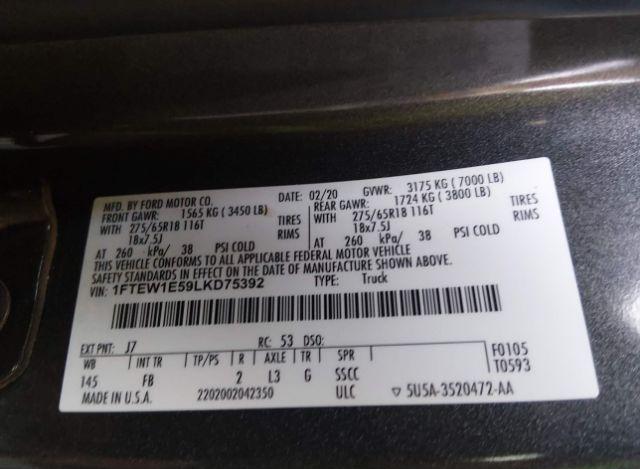 MFD. BY FORD MOTOR CO.
DATE: 02/20 GVWR: 3175 KG ( 7000 LB)
FRONT GAWR: 1565 KG ( 3450 LB) REAR GAWR: 1724 KG ( 3800 LB)
WITH 275/65R18 116T TIRES WITH 275/65R18 116T TIRES
18x7.5J RIMS 18x7.5J RIMS
AT 260 kPa/ 38 PSI COLD AT 260 kPa/ 38 PSI COLD
THIS VEHICLE CONFORMS TO ALL APPLICABLE FEDERAL MOTOR VEHICLE
SAFETY STANDARDS IN EFFECT ON THE DATE OF MANUFACTURE SHOWN ABOVE.
VIN: 1FTEW1E59LKD75392 TYPE: Truck
EXT PNT: J7 RC: 53 DSO: F0105
WB INT TR TP/PS R AXLE TR SPR T0593
145 FB 2 L3 G SSCC
MADE IN U.S.A. 2202002042350 ULC ▽ 5U5A-3520472-AA